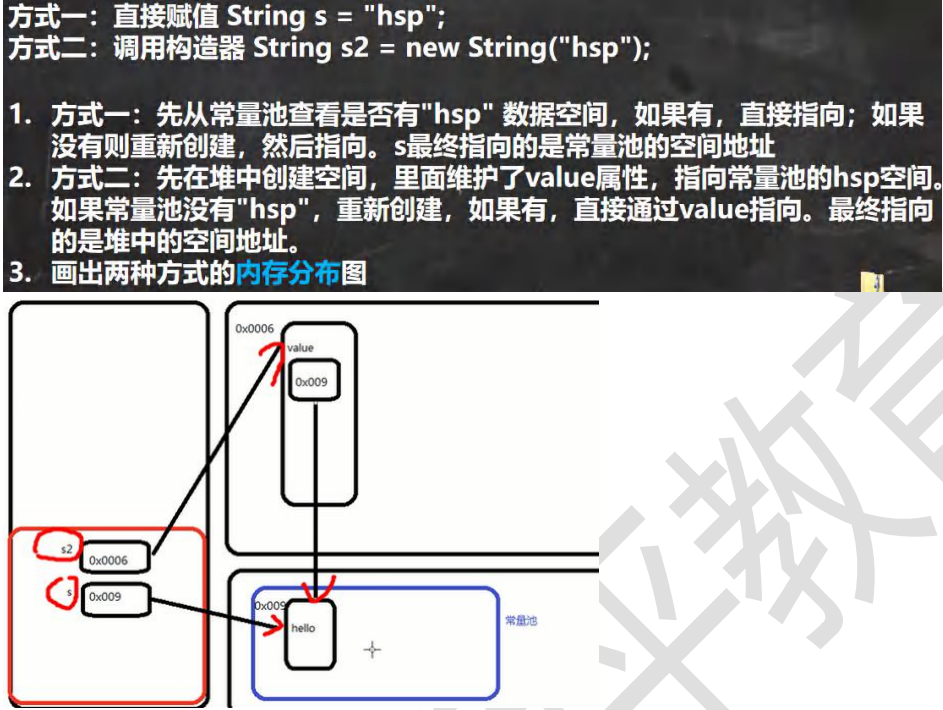 方式一：直接赋值 String s = "hsp";
方式二：调用构造器 String s2 = new String("hsp");
1. 方式一：先从常量池查看是否有"hsp" 数据空间，如果有，直接指向；如果
没有则重新创建，然后指向。s最终指向的是常量池的空间地址
2. 方式二：先在堆中创建空间，里面维护了value属性，指向常量池的hsp空间。
如果常量池没有"hsp"，重新创建，如果有，直接通过value指向。最终指向
的是堆中的空间地址。
3. 画出两种方式的内存分布图
0x0006
value
0x009
s2
0x0006
s
0x009
0x009
hello
常量池
平教育